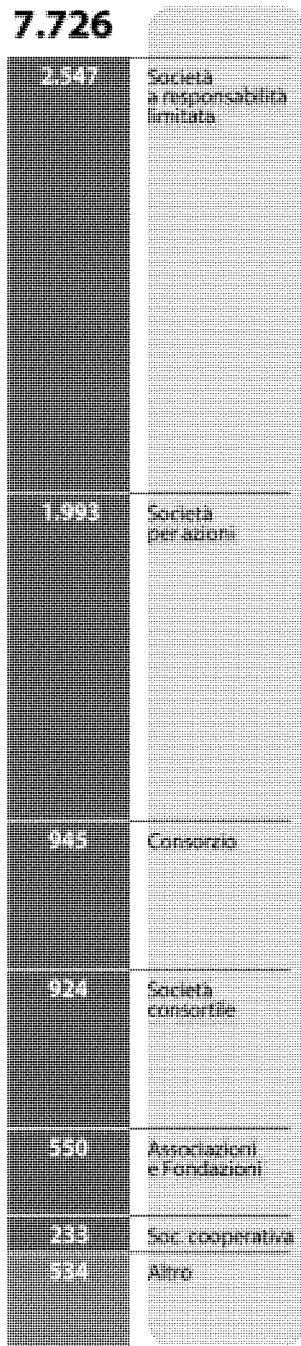 7.726
2.547
Società
a responsabilità
limitata
1.993
Società
per azioni
945
Consorzio
924
Società
consortile
550
Associazioni
e Fondazioni
233
Soc. cooperativa
534
Altro